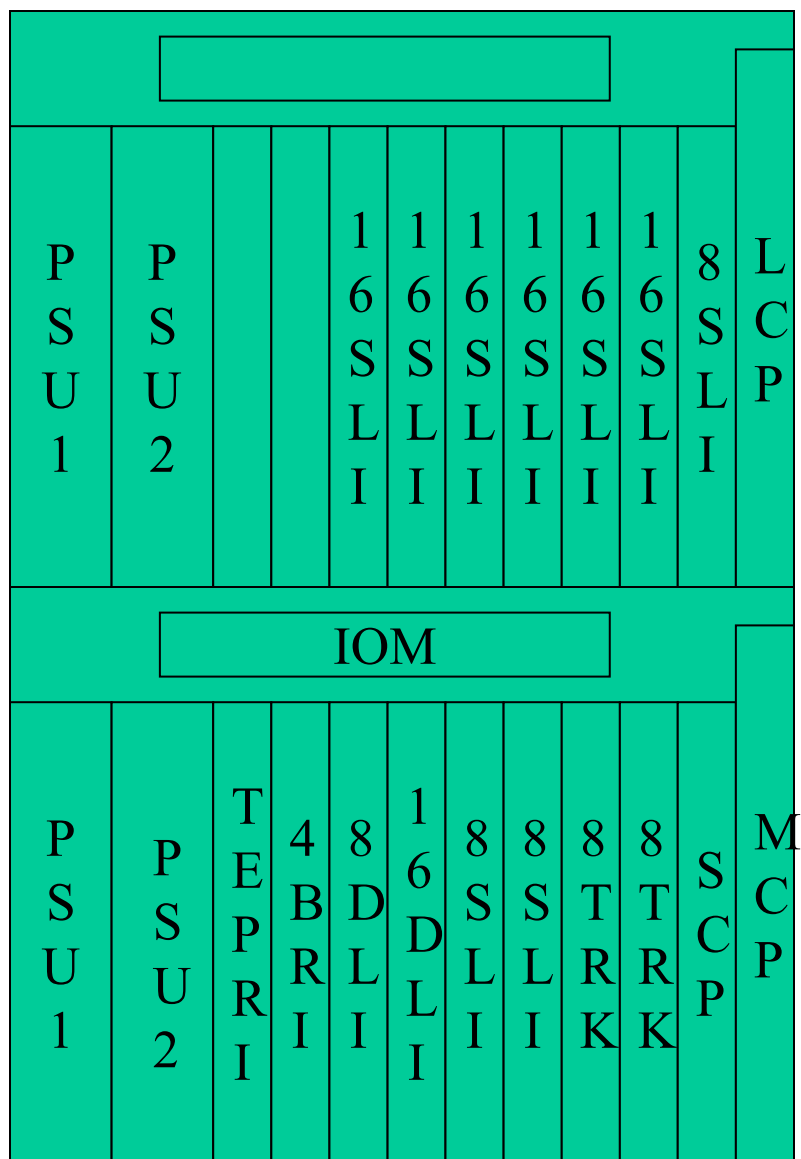 PSU1
PSU2
16SLI
16SLI
16SLI
16SLI
16SLI
16SLI
8SLI
LCP
IOM
PSU1
PSU2
TEPRI
4BRI
8DLI
16DLI
8SLI
8SLI
8TRK
8TRK
SCP
MCP